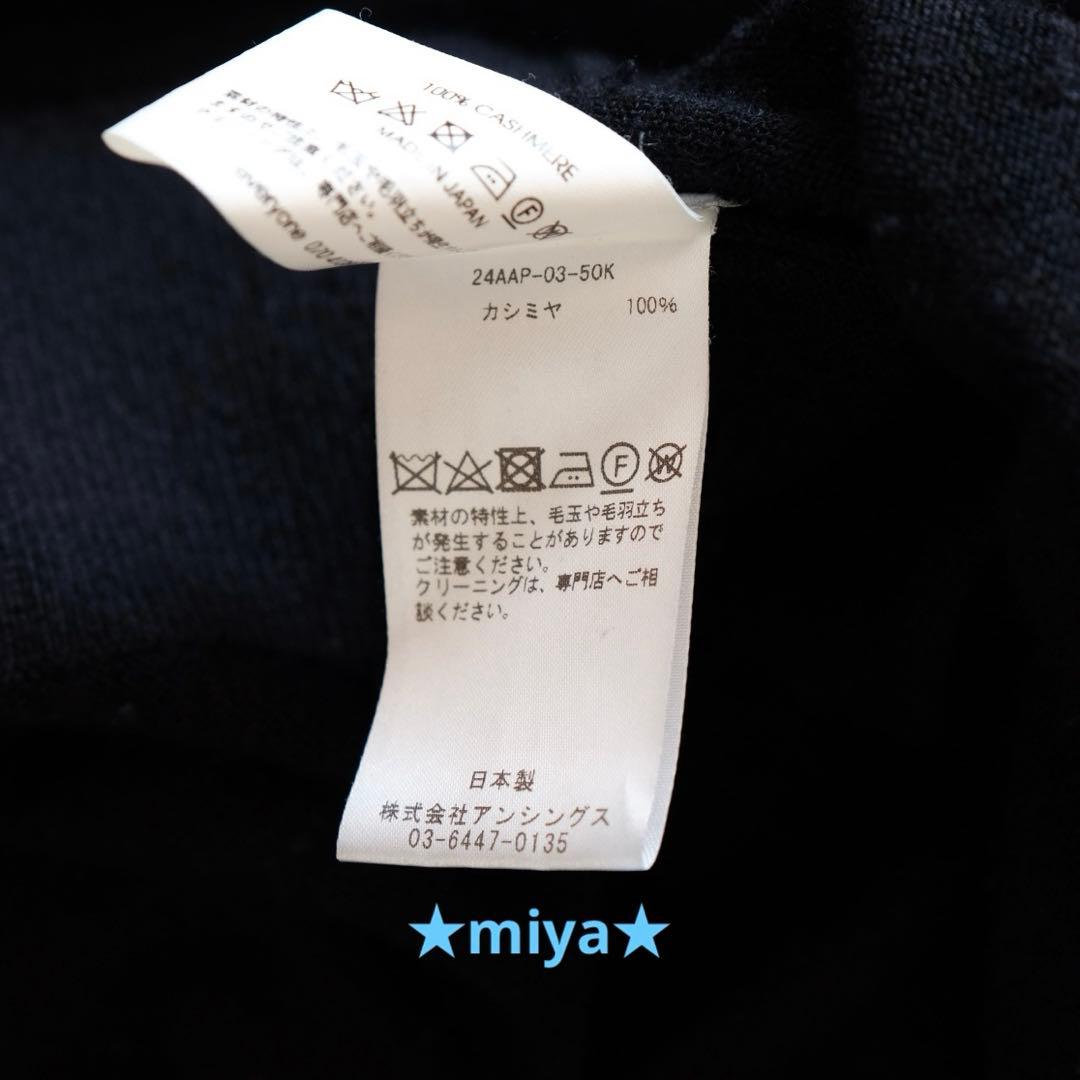 100% CASHMERE
MADE IN JAPAN
everyone
24AAP-03-50K
カシミヤ 100%
F W
素材の特性上、毛玉や毛羽立ち
が発生することがありますので
ご注意ください。
クリーニングは、専門店へご相
談ください。
日本製
株式会社アンシングス
03-6447-0135
★miya★